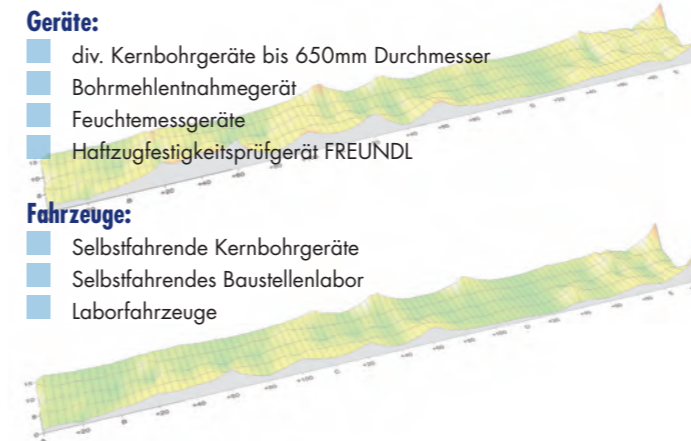 Geräte:
div. Kernbohrgeräte bis 650mm Durchmesser
Bohrmehlentnahmegerät
Feuchtemessgeräte
Haftzugfestigkeitsprüfgerät FREUNDL
Fahrzeuge:
Selbstfahrende Kernbohrgeräte
Selbstfahrendes Baustellenlabor
Laborfahrzeuge